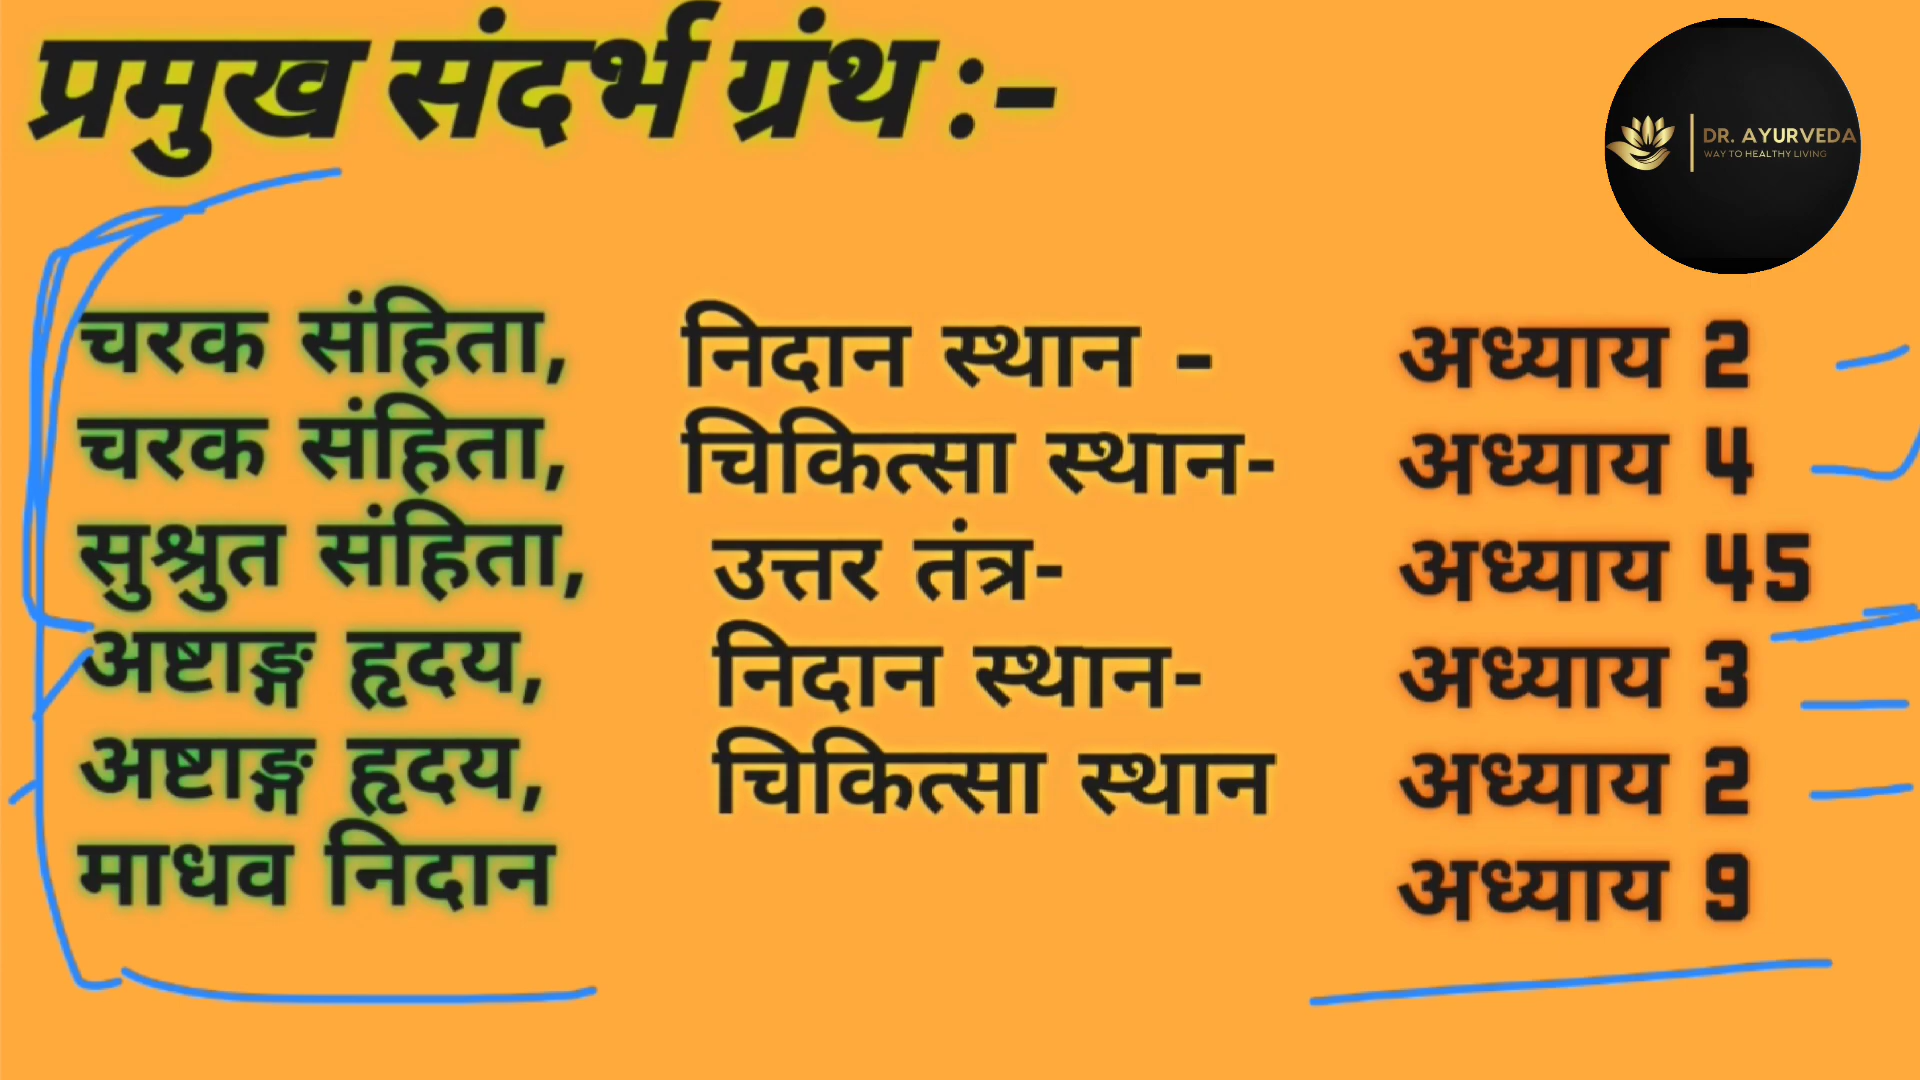 प्रमुख संदर्भ ग्रंथ :-
DR. AYURVEDA
WAY TO HEALTHY LIVING
चरक संहिता, निदान स्थान - अध्याय 2
चरक संहिता, चिकित्सा स्थान- अध्याय 4
सुश्रुत संहिता, उत्तर तंत्र- अध्याय 45
अष्टाङ्ग हृदय, निदान स्थान- अध्याय 3
अष्टाङ्ग हृदय, चिकित्सा स्थान अध्याय 2
माधव निदान अध्याय 9